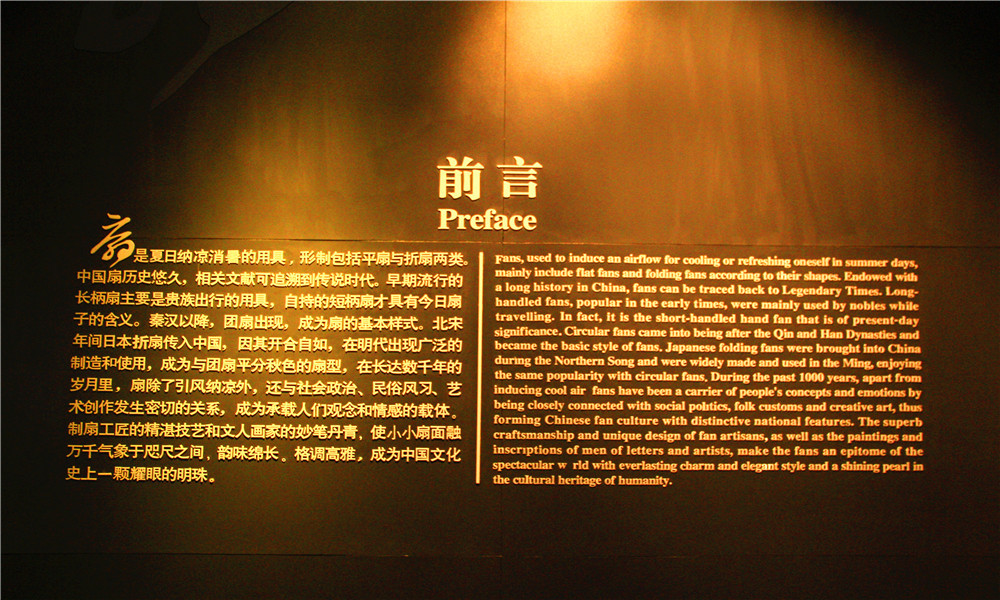 前言
Preface
扇是夏日纳凉消暑的用具，形制包括平扇与折扇两类。
中国扇历史悠久，相关文献可追溯到传说时代。早期流行的
长柄扇主要是贵族出行的用具，自持的短柄扇才具有今日扇
子的含义。秦汉以降，团扇出现，成为扇的基本样式。北宋
年间日本折扇传入中国，因其开合自如，在明代出现广泛的
制造和使用，成为与团扇平分秋色的扇型，在长达数千年的
岁月里，扇除了引风纳凉外，还与社会政治、民俗风习、艺
术创作发生密切的关系，成为承载人们观念和情感的载体。
制扇工匠的精湛技艺和文人画家的妙笔丹青，使小小扇面融
万千气象于咫尺之间，韵味绵长。格调高雅，成为中国文化
史上一颗耀眼的明珠。
Fans, used to induce an airflow for cooling or refreshing oneself in summer days,
mainly include flat fans and folding fans according to their shapes. Endowed with
a long history in China, fans can be traced back to Legendary Times. Long-
handled fans, popular in the early times, were mainly used by nobles while
travelling. In fact, it is the short-handled hand fan that is of present-day
significance. Circular fans came into being after the Qin and Han Dynasties and
became the basic style of fans. Japanese folding fans were brought into China
during the Northern Song and were widely made and used in the Ming, enjoying
the same popularity with circular fans. During the past 1000 years, apart from
inducing cool air fans have been a carrier of people's concepts and emotions by
being closely connected with social politics, folk customs and creative art, thus
forming Chinese fan culture with distinctive national features. The superb
craftsmanship and unique design of fan artisans, as well as the paintings and
inscriptions of men of letters and artists, make the fans an epitome of the
spectacular w rld with everlasting charm and elegant style and a shining pearl in
the cultural heritage of humanity.